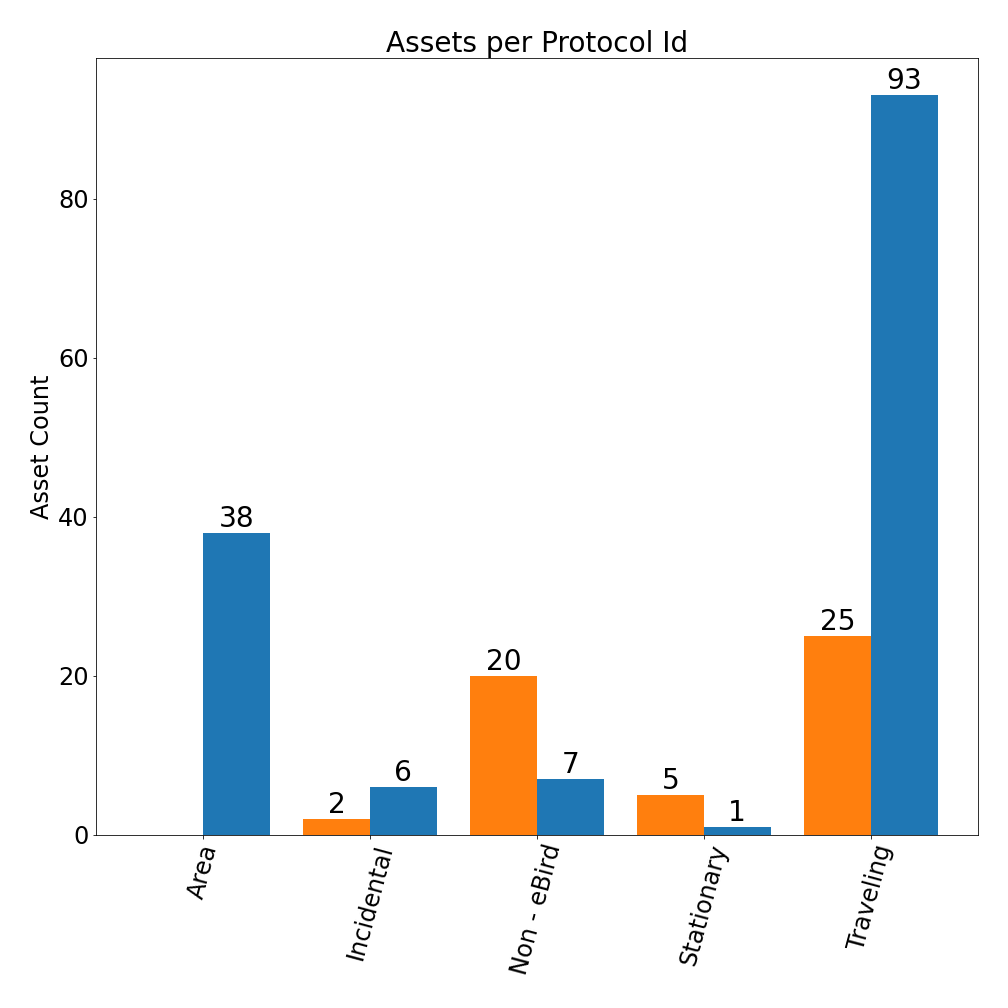 Assets per Protocol Id
93
80
60
Asset Count
40
38
25
20
20
7
6
5
2
1
0
Area
Incidental
Non - eBird
Stationary
Traveling